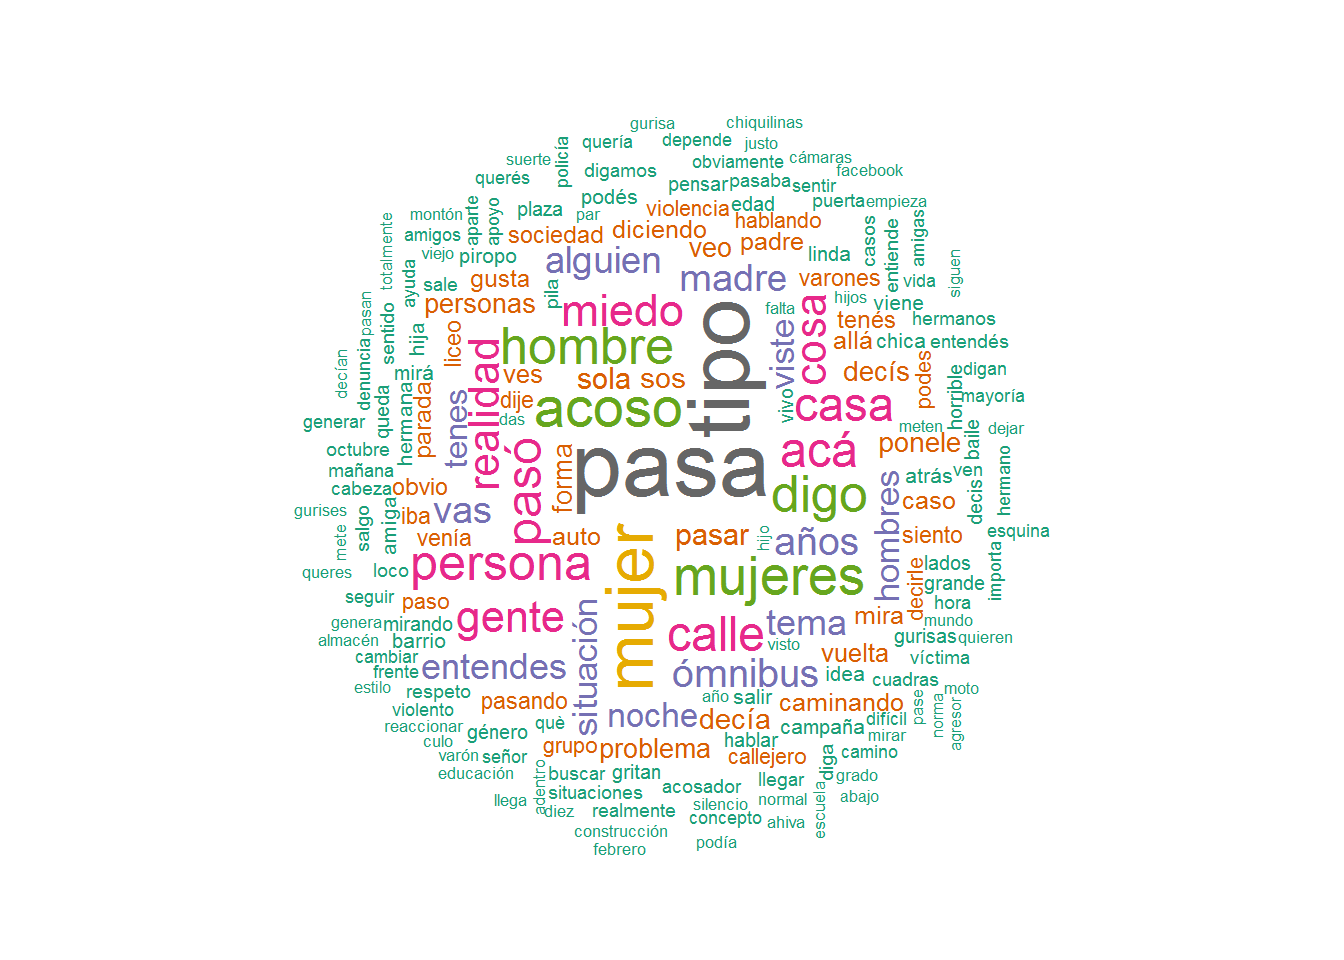 gurisa
chiquilinas
quería
depende
justo
policía
suerte
digamos
obviamente
cámaras
querés
pensar
pasaba
sentir
facebook
podés
edad
puerta
empieza
montón
aparte
apoyo
plaza
par
violencia
hablando
amigos
sociedad
diciendo
veo
padre
linda
casos
entiende
amigas
totalmente
viejo
piropo
alguien
madre
varones
vida
siguen
ayuda
sale
gusta
pila
falta
hijos
viene
personas
miedo
tipo
cosa
tenés
hermanos
pasan
sentido
hija
liceo
hombre
viste
allá
chica
entendés
decían
denuncia
mirá
realidad
ves
sola
sos
decís
podes
horrible
digan
queda
hermana
parada
tenes
dije
das
acoso
vivo
casa
mayoría
generar
meten
baile
dejar
octubre
pasó
forma
pasa
acá
ponele
mañana
cabeza
obvio
digo
atrás
ven
decis
hermano
gurises
salgo
amiga
iba
vas
hombres
caso
mete
venía
auto
pasar
hijo
años
siento
esquina
queres
loco
persona
mujer
mujeres
lados
importa
seguir
paso
decirle
grande
hora
genera
mirando
gente
situación
calle
tema
mira
mundo
almacén
barrio
visto
gurisas
quieren
cambiar
frente
entendes
ómnibus
vuelta
víctima
estilo
respeto
pasando
año
salir
idea
cuadras
moto
violento
noche
decía
caminando
pase
norma
agresor
reaccionar
género
què
campaña
difícil
culo
hablar
mirar
varón
señor
grupo
problema
callejero
diga
camino
educación
adentro
buscar
gritan
llegar
grado
situaciones
acosador
abajo
llega
diez
realmente
silencio
normal
escuela
concepto
ahiva
construcción
podía
febrero